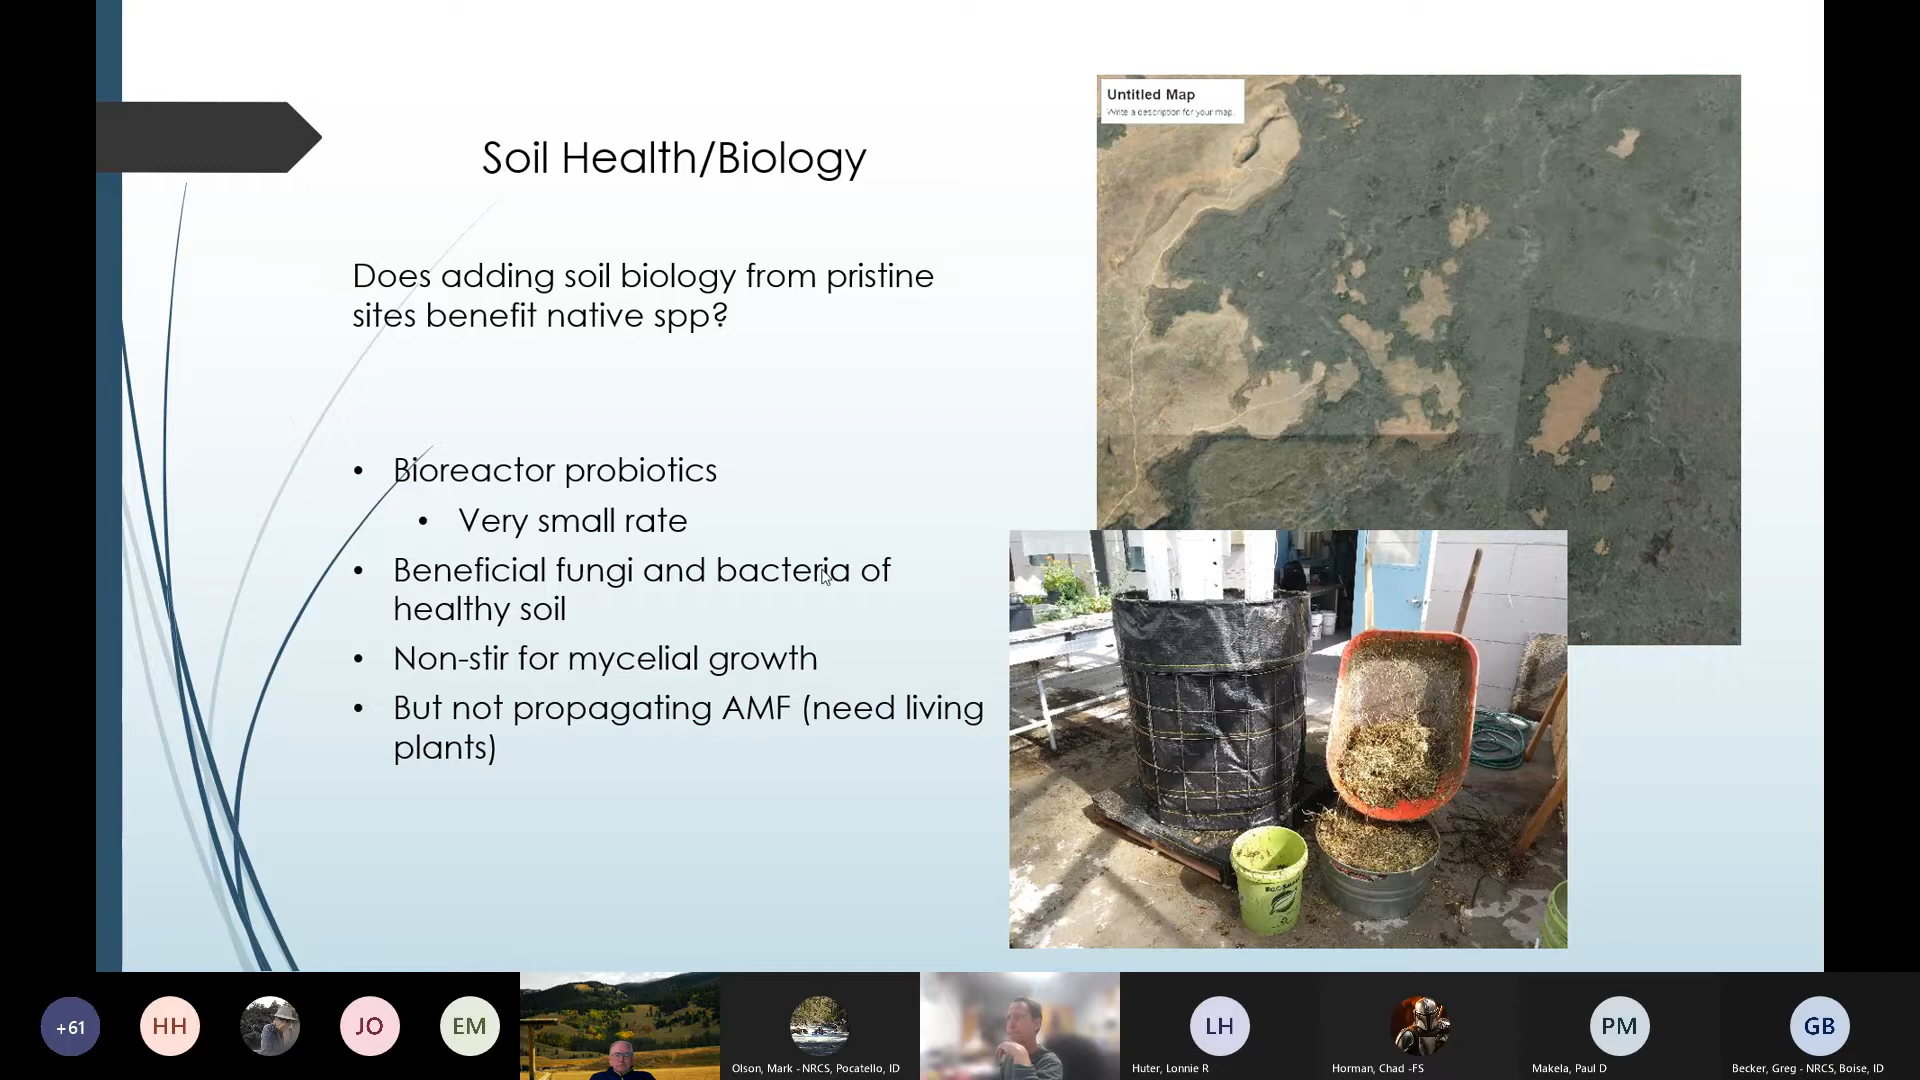 Untitled Map
Write a description for your map.
Soil Health/Biology
Does adding soil biology from pristine
sites benefit native spp?
• Bioreactor probiotics
• Very small rate
• Beneficial fungi and bacteria of
healthy soil
• Non-stir for mycelial growth
• But not propagating AMF (need living
plants)
+61
HH
JO
EM
Olson, Mark - NRCS, Pocatello, ID
LH
Huter, Lonnie R
Horman, Chad -FS
PM
Makela, Paul D
GB
Becker, Greg - NRCS, Boise, ID